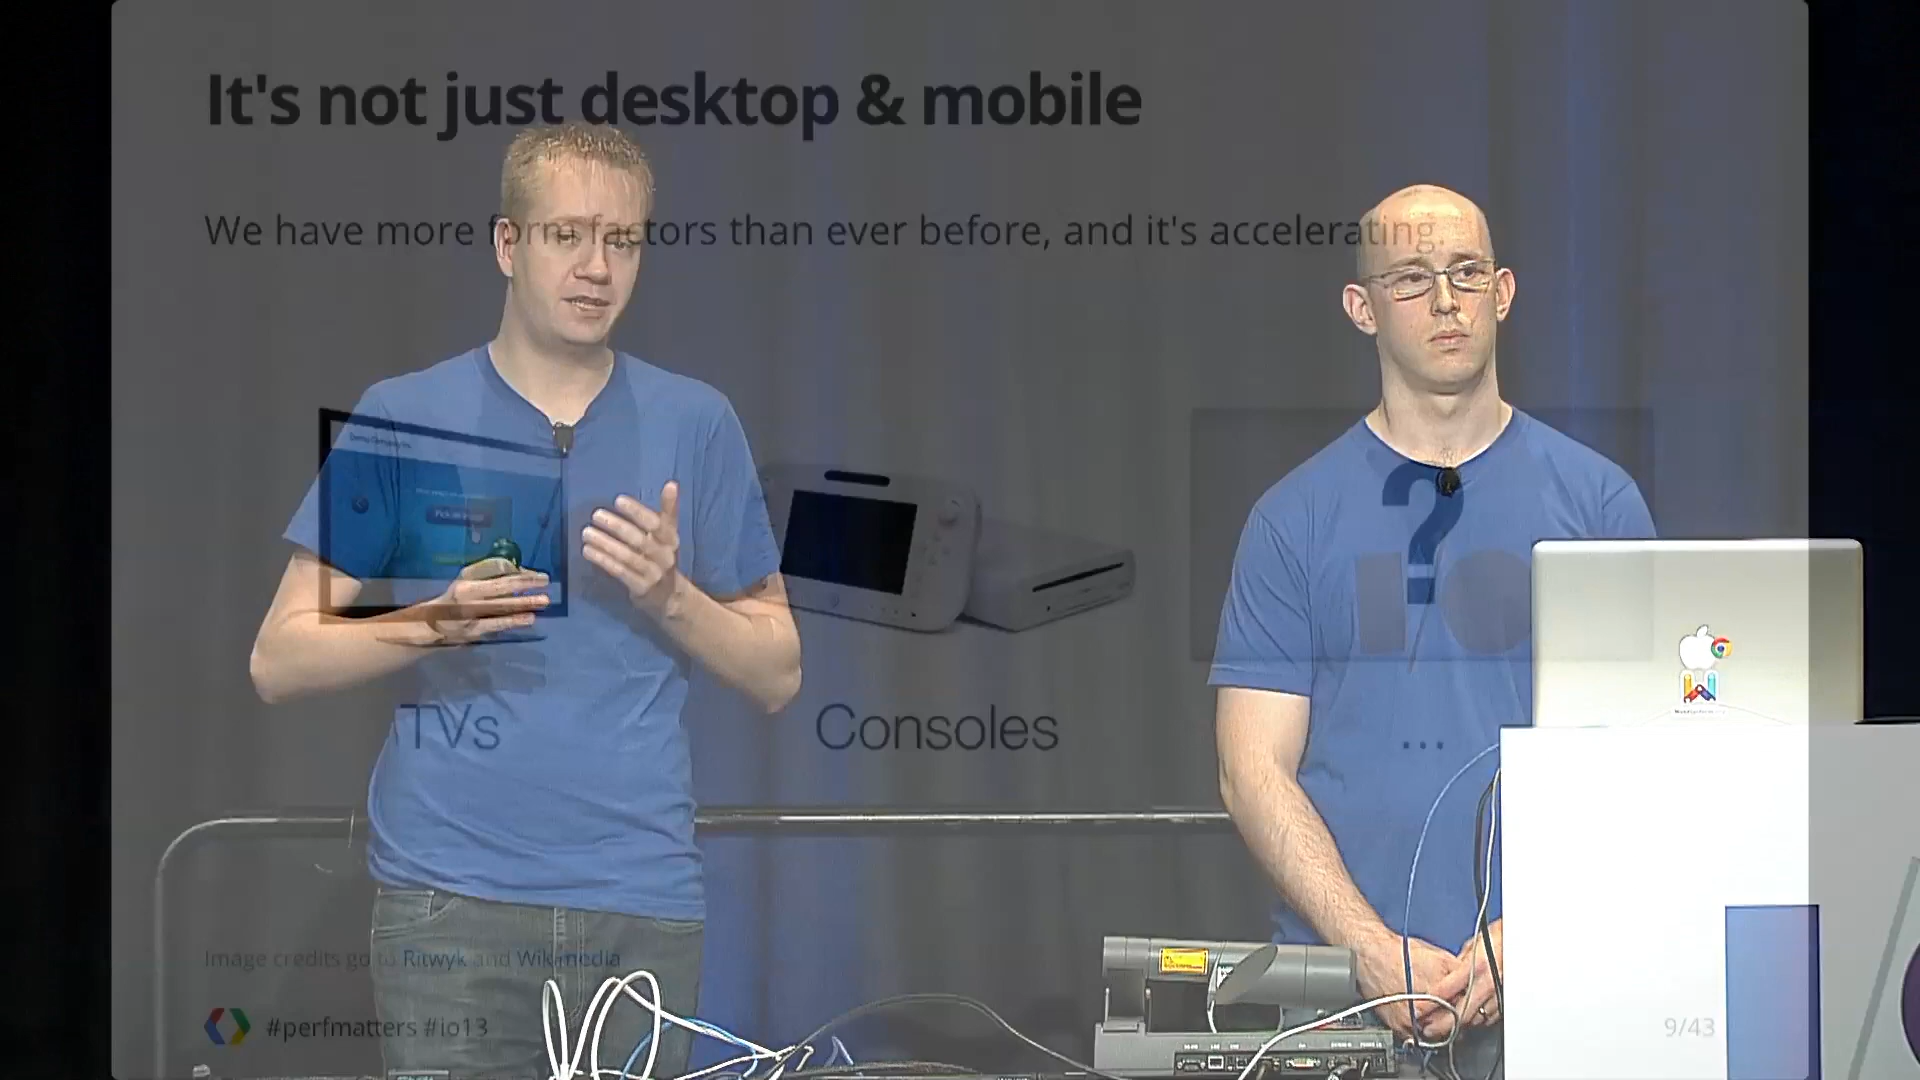 It's not just desktop & mobile
We have more form factors than ever before, and it's accelerating.
?
TVs
Consoles
...
Image credits go to Ritwyk and Wikimedia
#perfmatters #io13
9/43